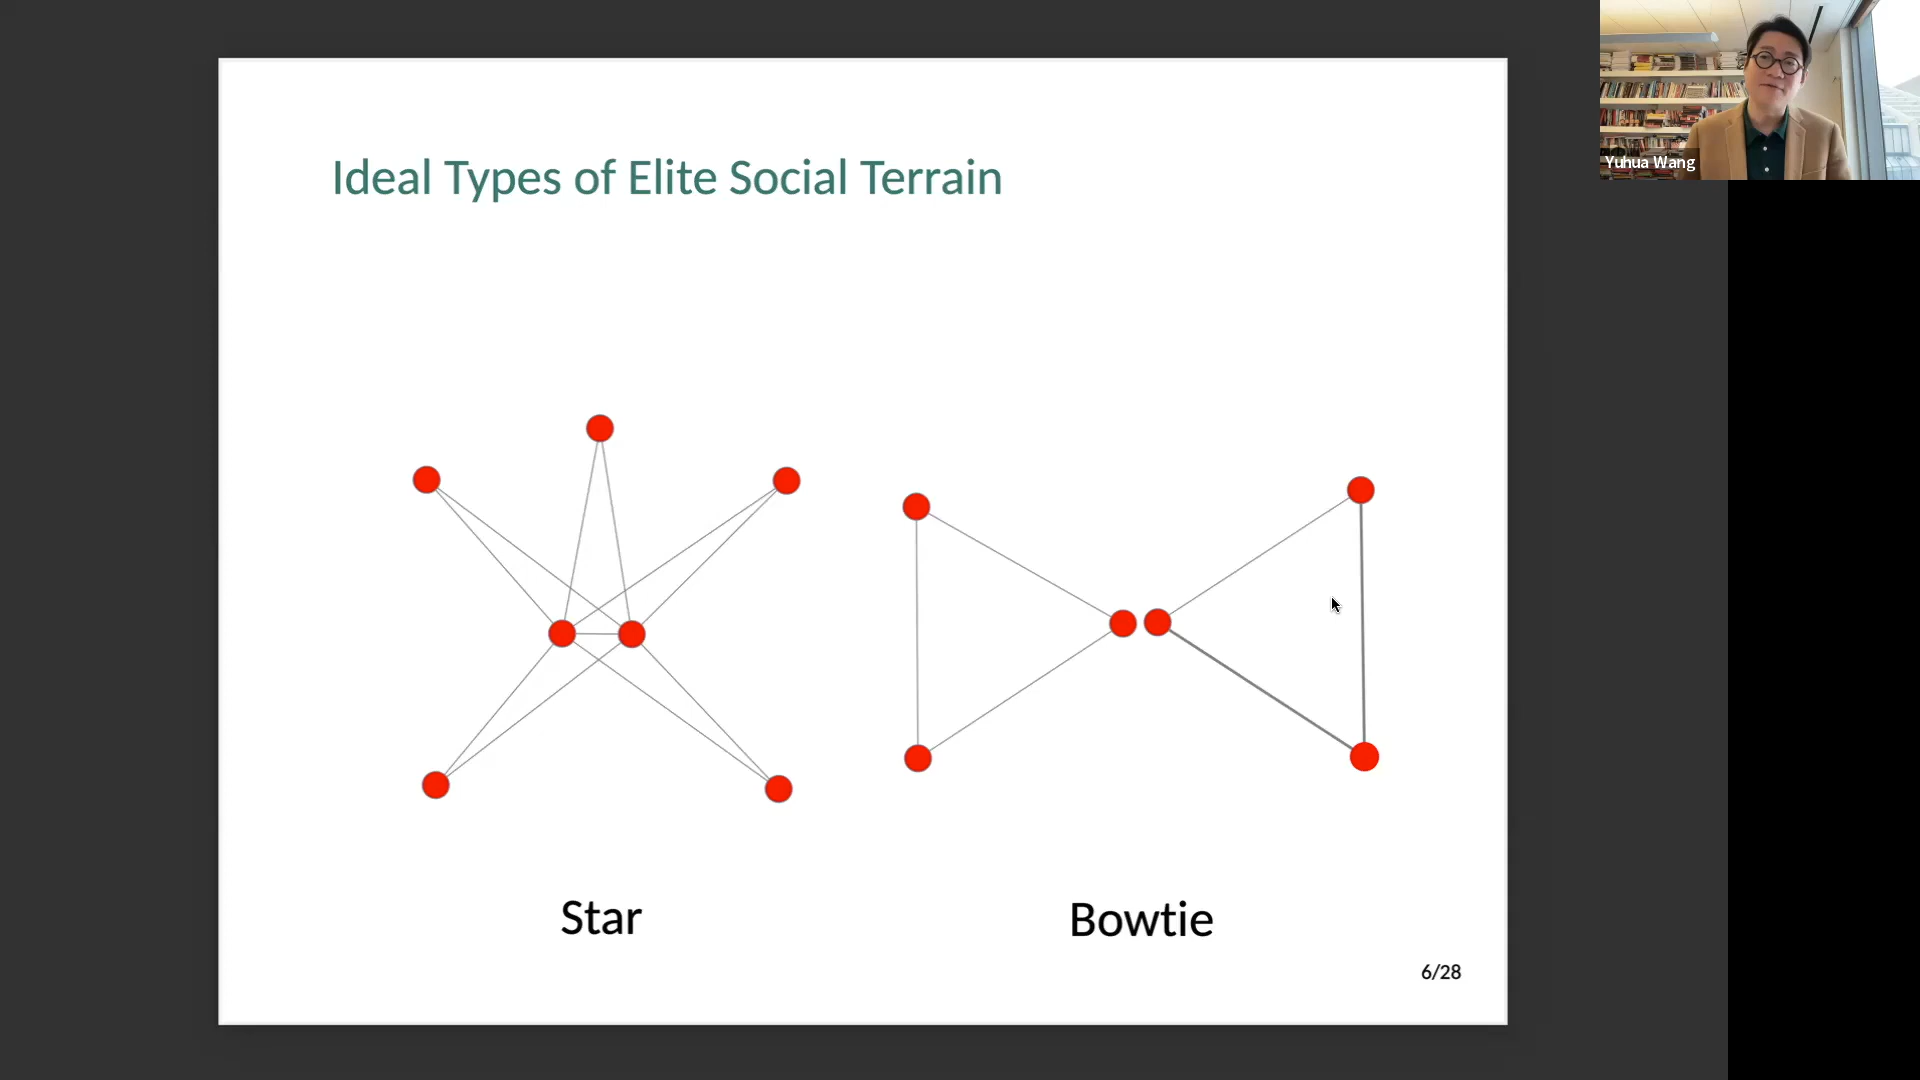 Ideal Types of Elite Social Terrain
Yuhua Wang
Star
Bowtie
6/28